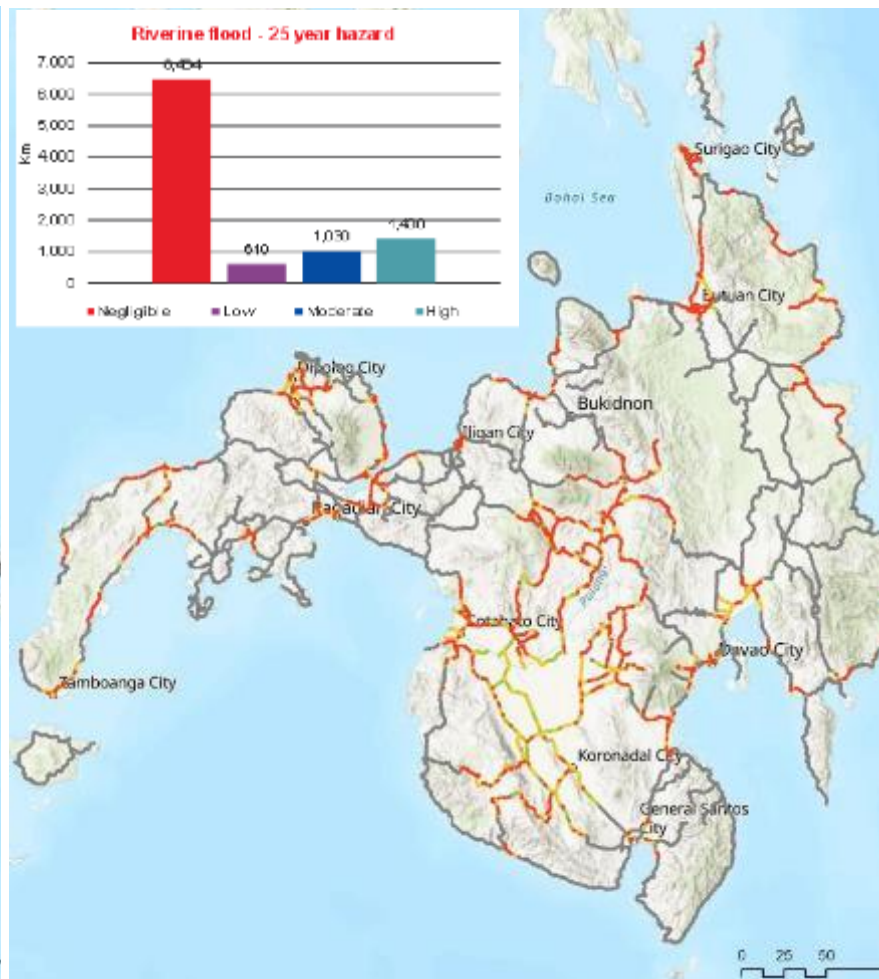 Riverine flood - 25 year hazard
7,000
6,000
5,000
4,000
3,000
2,000
1,000
0
Km
610
1,030
Negligible
Low
Moderate
High
Surigao City
Bohol Sea
Butuan City
Dipolog City
Bukidnon
Iligan City
Pagadian City
Pulangi
Cotabato City
Davao City
Zamboanga City
Koronadal City
General Santos
City
0 25 50